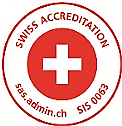 SWISS ACCREDITATION
sas.admin.ch
SIS 0063